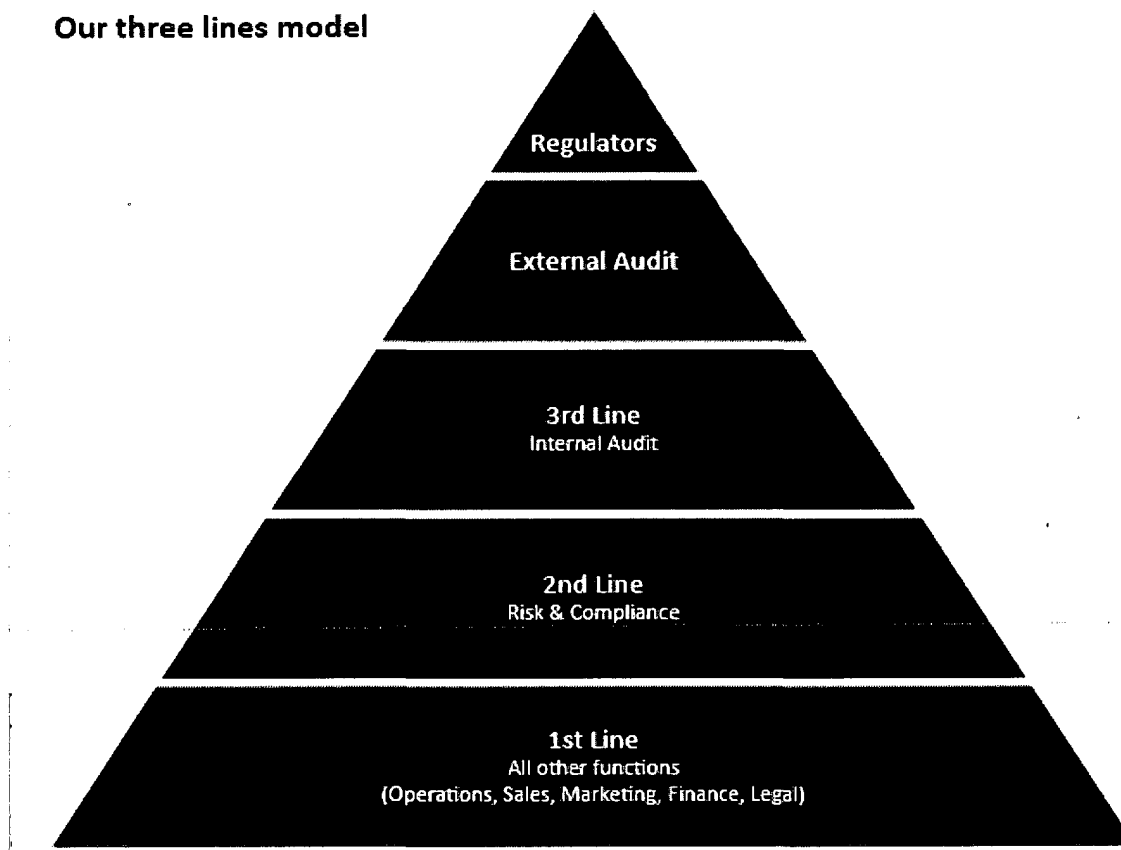 Our three lines model
Regulators
External Audit
3rd Line
Internal Audit
2nd Line
Risk & Compliance
1st Line
All other functions
(Operations, Sales, Marketing, Finance, Legal)